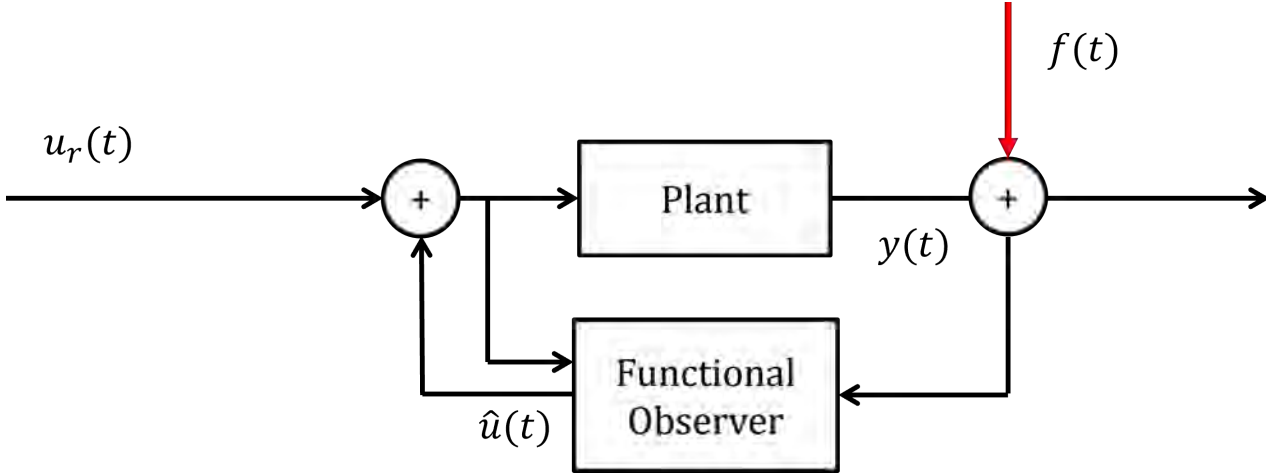 f(t)
u_r(t)
+
Plant
+
y(t)
Functional
Observer
û(t)